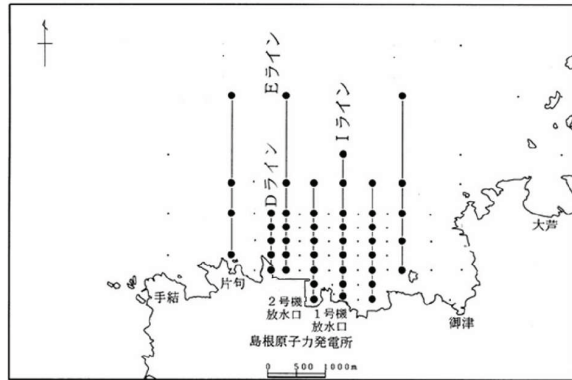 Eライン
Iライン
Dライン
大芦
片句
手結
2号機
放水口
1号機
放水口
御津
島根原子力発電所
0 500 1000m